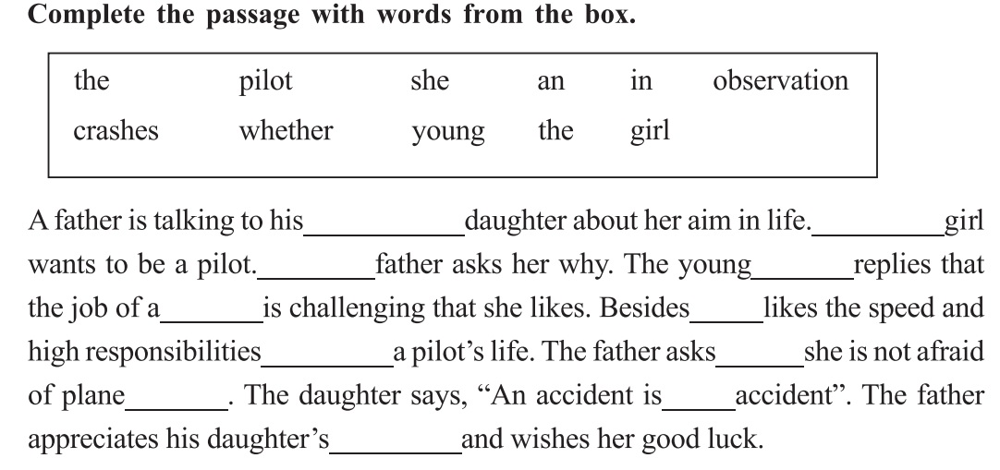 Complete the passage with words from the box.
the pilot she an in observation
crashes whether young the girl
A father is talking to his____________daughter about her aim in life.__________girl
wants to be a pilot._________father asks her why. The young________replies that
the job of a________is challenging that she likes. Besides______likes the speed and
high responsibilities__________a pilot’s life. The father asks_______she is not afraid
of plane________. The daughter says, “An accident is______accident”. The father
appreciates his daughter’s__________and wishes her good luck.